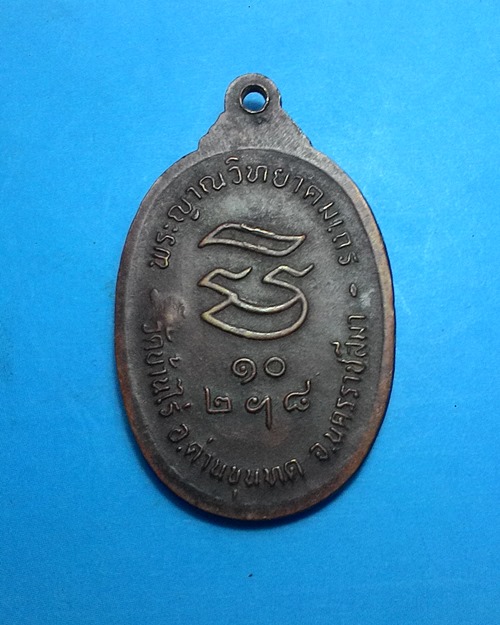 พระญาณวิทยาคมเถร
๑๐
๒๙๘
วัดบ้านไร่ อ.ด่านขุนทด จ.นครราชสีมา